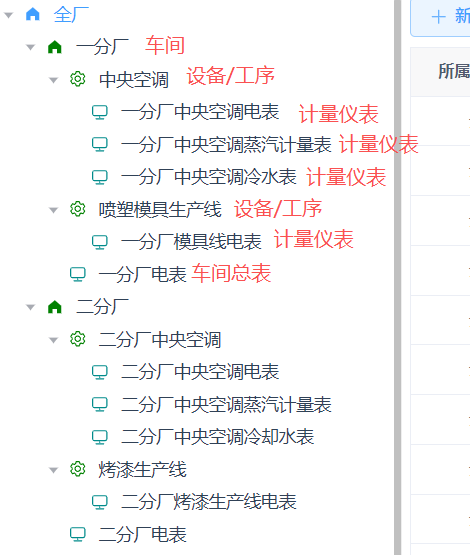 全厂
+ 新
一分厂 车间
所属
中央空调 设备/工序
一分厂中央空调电表 计量仪表
一分厂中央空调蒸汽计量表 计量仪表
一分厂中央空调冷水表 计量仪表
喷塑模具生产线 设备/工序
一分厂模具线电表 计量仪表
一分厂电表 车间总表
二分厂
二分厂中央空调
二分厂中央空调电表
二分厂中央空调蒸汽计量表
二分厂中央空调冷却水表
烤漆生产线
二分厂烤漆生产线电表
二分厂电表